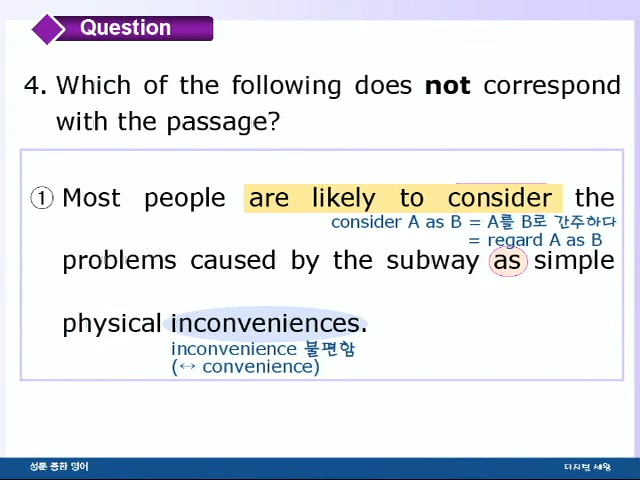 Question
4. Which of the following does not correspond
with the passage?
① Most people are likely to consider the
consider A as B = A를 B로 간주하다
= regard A as B
problems caused by the subway as simple
physical inconveniences.
inconvenience 불편함
(↔ convenience)
성문 종합 영어
디지털 세왕